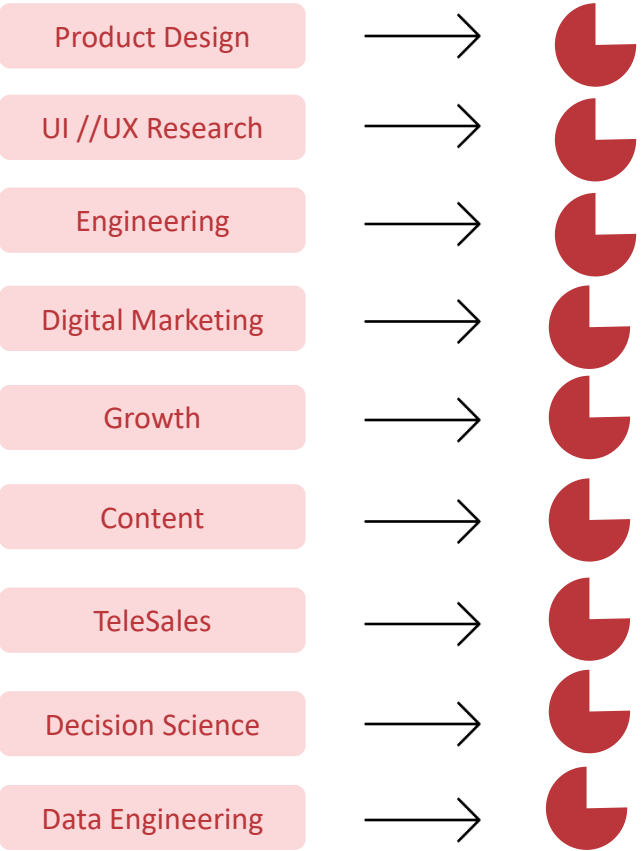 Product Design
UI //UX Research
Engineering
Digital Marketing
Growth
Content
TeleSales
Decision Science
Data Engineering